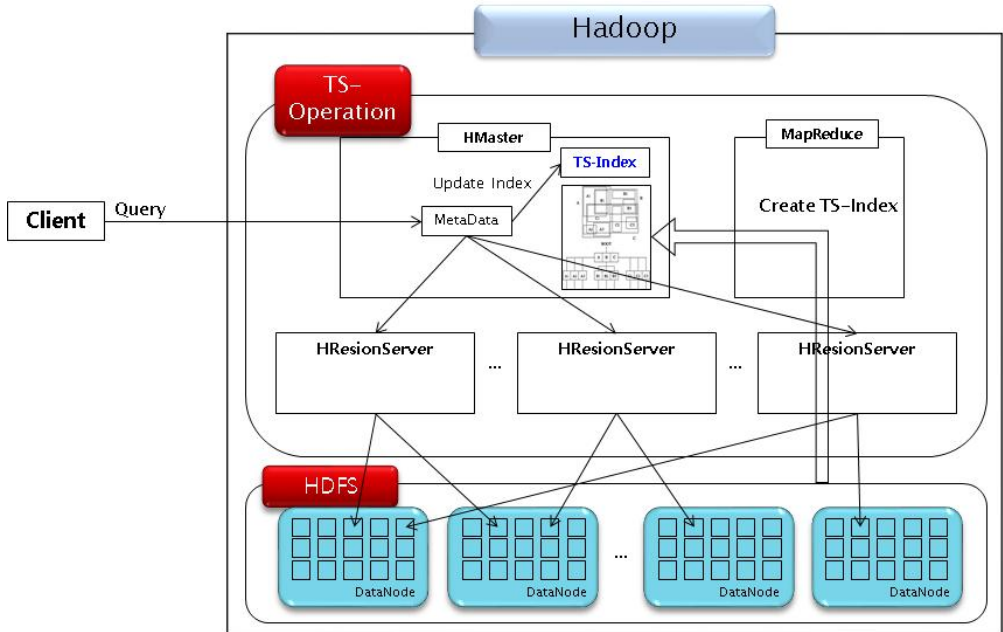 Hadoop
TS-
Operation
HMaster
MapReduce
TS-Index
Update Index
Client
Query
MetaData
Create TS-Index
ROOT
HResionServer
...
HResionServer
...
HResionServer
HDFS
...
DataNode
DataNode
DataNode
DataNode